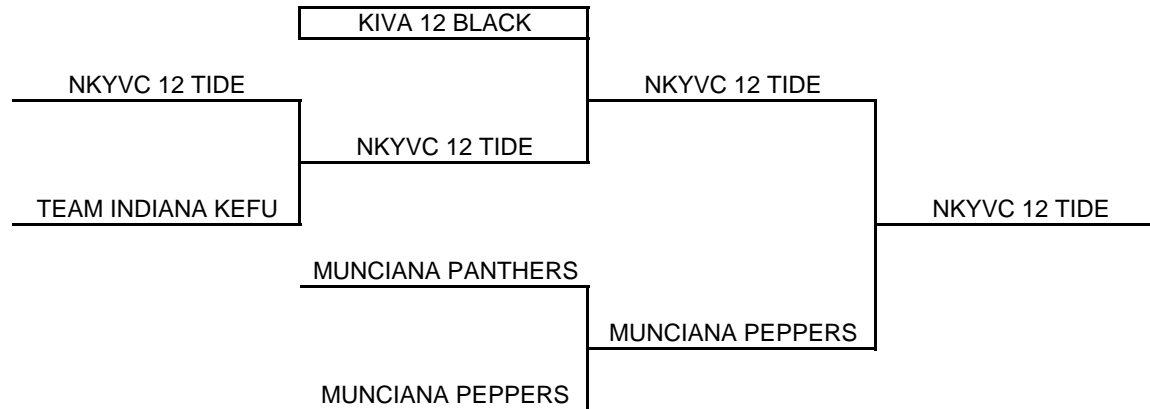 KIVA 12 BLACK
NKYVC 12 TIDE
NKYVC 12 TIDE
NKYVC 12 TIDE
TEAM INDIANA KEFU
NKYVC 12 TIDE
MUNCIANA PANTHERS
MUNCIANA PEPPERS
MUNCIANA PEPPERS